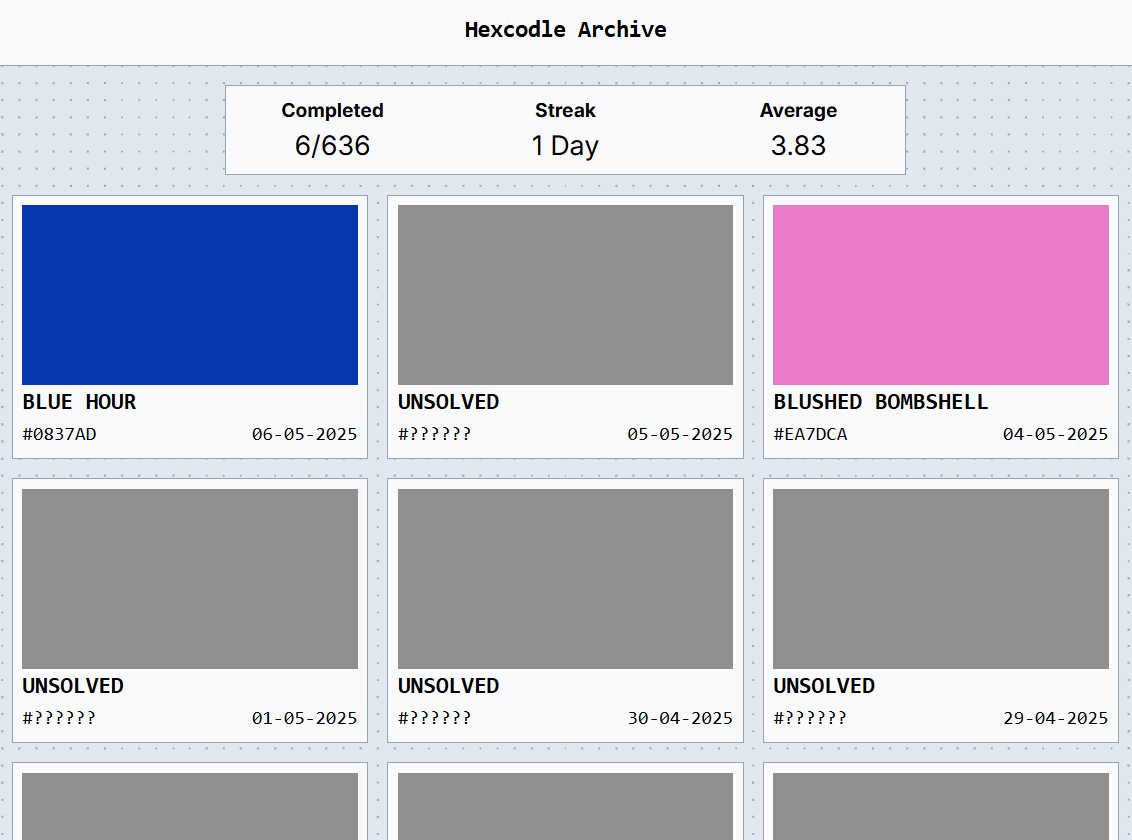 Hexcodle Archive
Completed Streak Average
6/636 1 Day 3.83
BLUE HOUR UNSOLVED BLUSHED BOMBSHELL
#0837AD 06-05-2025 #?????? 05-05-2025 #EA7DCA 04-05-2025
UNSOLVED UNSOLVED UNSOLVED
#?????? 01-05-2025 #?????? 30-04-2025 #?????? 29-04-2025